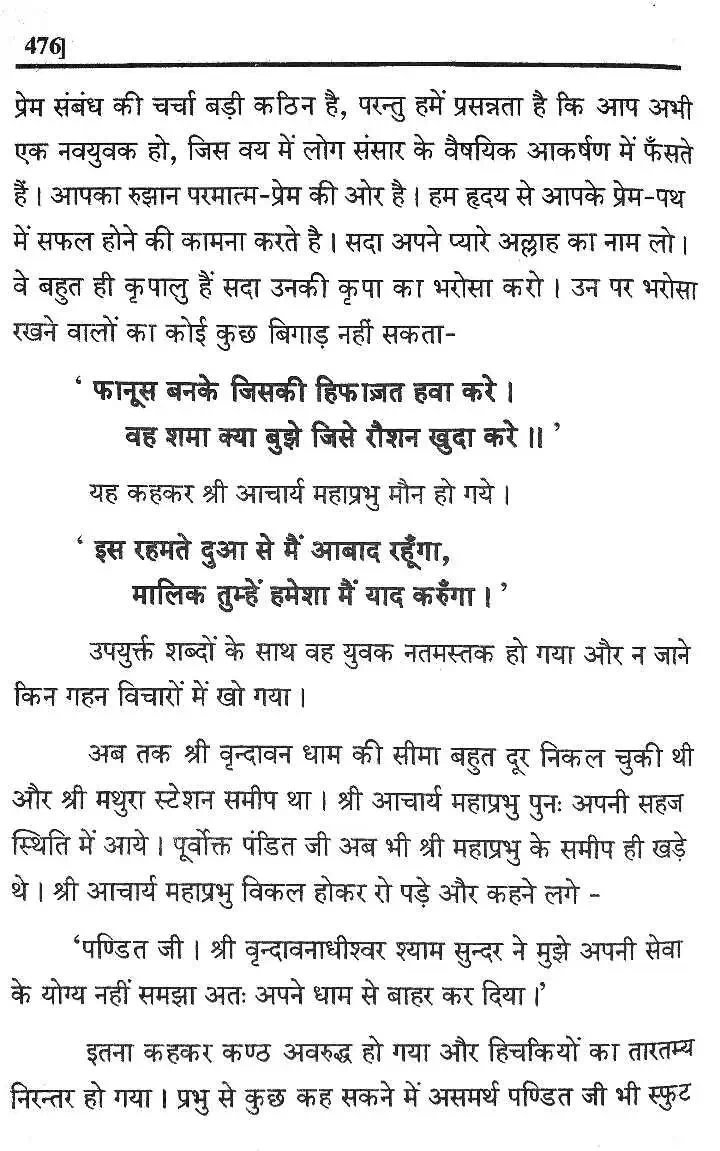 476]
प्रेम संबंध की चर्चा बड़ी कठिन है, परन्तु हमें प्रसन्नता है कि आप अभी
एक नवयुवक हो, जिस वय में लोग संसार के वैषयिक आकर्षण में फँसते
हैं। आपका रुझान परमात्म-प्रेम की ओर है। हम हृदय से आपके प्रेम-पथ
में सफल होने की कामना करते है। सदा अपने प्यारे अल्लाह का नाम लो।
वे बहुत ही कृपालु हैं सदा उनकी कृपा का भरोसा करो। उन पर भरोसा
रखने वालों का कोई कुछ बिगाड़ नहीं सकता-
‘ फानूस बनके जिसकी हिफाज़त हवा करे।
वह शमा क्या बुझे जिसे रौशन खुदा करे॥ ’
यह कहकर श्री आचार्य महाप्रभु मौन हो गये।
‘ इस रहमते दुआ से मैं आबाद रहूँगा,
मालिक तुम्हें हमेशा मैं याद करुँगा। ’
उपयुर्क्त शब्दों के साथ वह युवक नतमस्तक हो गया और न जाने
किन गहन विचारों में खो गया।
अब तक श्री वृन्दावन धाम की सीमा बहुत दूर निकल चुकी थी
और श्री मथुरा स्टेशन समीप था। श्री आचार्य महाप्रभु पुनः अपनी सहज
स्थिति में आये। पूर्वोक्त पंडित जी अब भी श्री महाप्रभु के समीप ही खड़े
थे। श्री आचार्य महाप्रभु विकल होकर रो पड़े और कहने लगे -
‘पण्डित जी। श्री वृन्दावनाधीश्वर श्याम सुन्दर ने मुझे अपनी सेवा
के योग्य नहीं समझा अतः अपने धाम से बाहर कर दिया।’
इतना कहकर कण्ठ अवरुद्ध हो गया और हिचकियों का तारतम्य
निरन्तर हो गया। प्रभु से कुछ कह सकने में असमर्थ पण्डित जी भी स्फुट